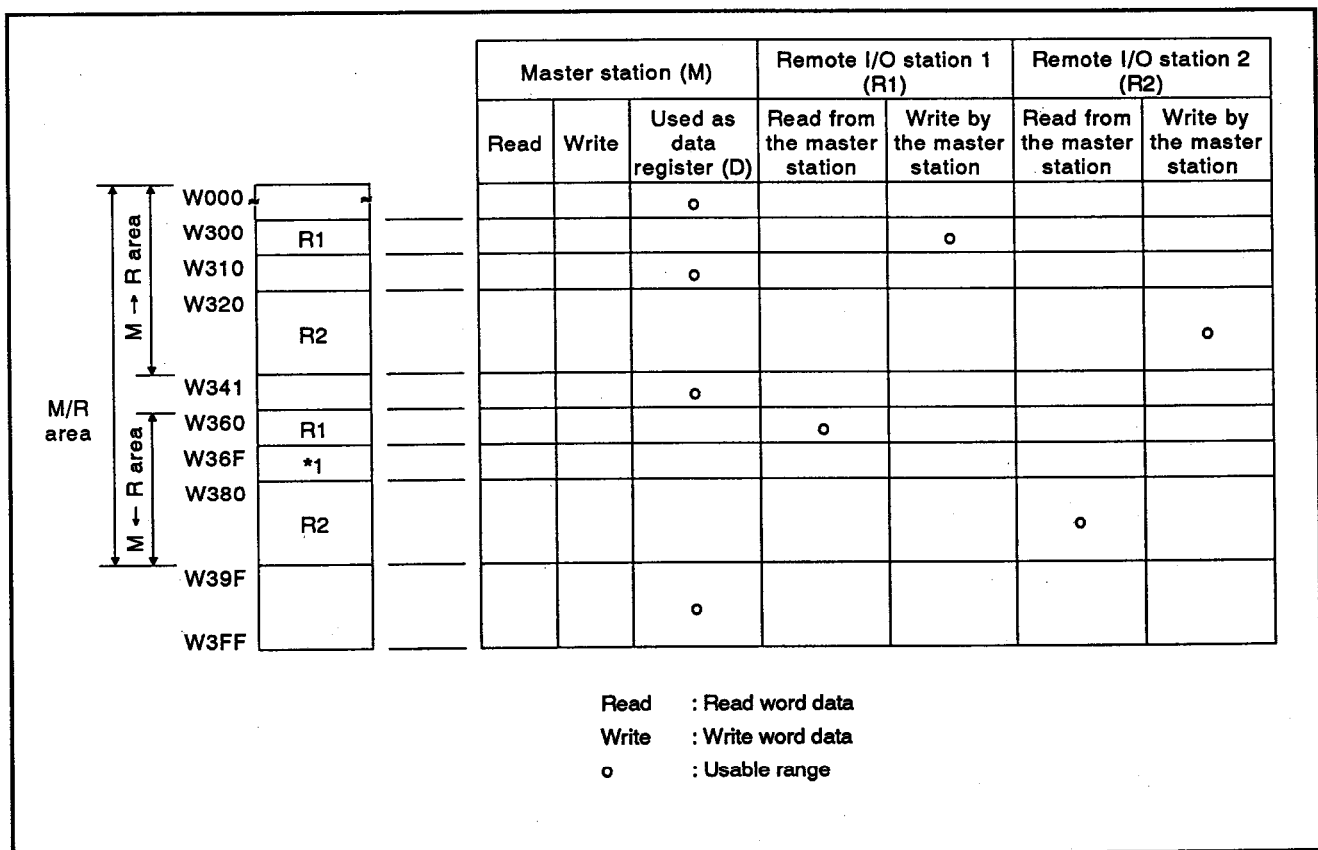 Master station (M)
Remote I/O station 1
(R1)
Remote I/O station 2
(R2)
Read
Write
Used as
data
register (D)
Read from
the master
station
Write by
the master
station
Read from
the master
station
Write by
the master
station
M/R
area
M → R area
M ← R area
W000 o
W300 R1 o
W310 o
W320
R2 o
W341 o
W360 R1 o
W36F *1
W380
R2 o
W39F
o
W3FF
Read : Read word data
Write : Write word data
o : Usable range